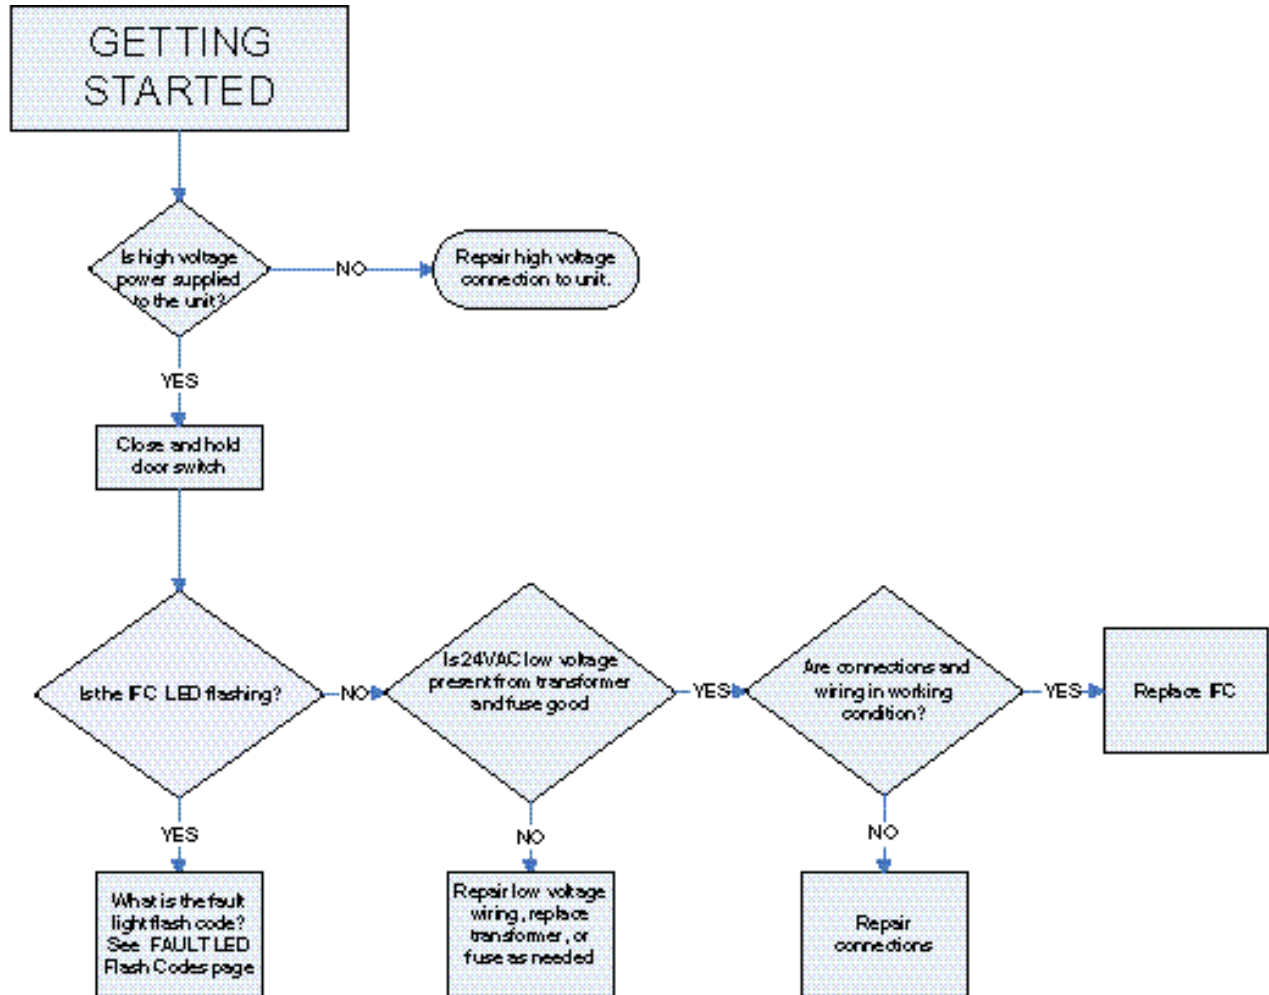 GETTING
STARTED
Is high voltage
power supplied
to the unit?
NO
Repair high voltage
connection to unit.
YES
Close and hold
door switch
Is the IFC LED flashing?
NO
Is 24VAC low voltage
present from transformer
and fuse good
YES
Are connections and
wiring in working
condition?
YES
Replace IFC
YES
What is the fault
light flash code?
See FAULT LED
Flash Codes page
NO
Repair low voltage
wiring, replace
transformer, or
fuse as needed
NO
Repair
connections